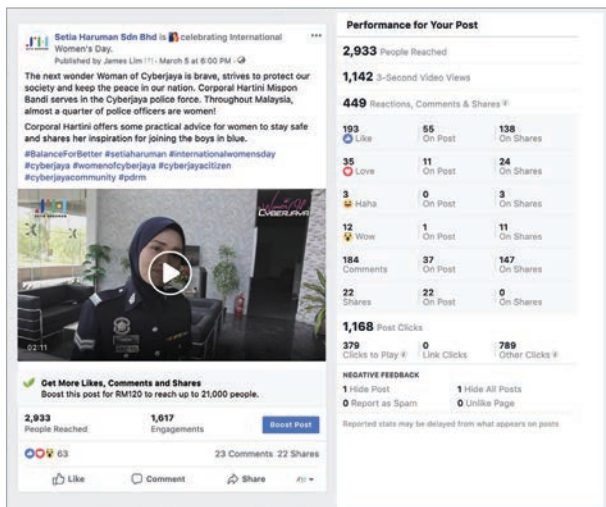 Setia Haruman Sdn Bhd is celebrating International
Women's Day.
Published by James Lim [?] · March 5 at 6:00 PM ·
The next wonder Woman of Cyberjaya is brave, strives to protect our
society and keep the peace in our nation. Corporal Hartini Mispon
Bandi serves in the Cyberjaya police force. Throughout Malaysia,
almost a quarter of police officers are women!
Corporal Hartini offers some practical advice for women to stay safe
and shares her inspiration for joining the boys in blue.
#BalanceForBetter #setiaharuman #internationalwomensday
#cyberjaya #womenofcyberjaya #cyberjayacitizen
#cyberjayacommunity #pdrm
SETIA HARUMAN
Women Of
CYBERJAYA
02:11
Get More Likes, Comments and Shares
Boost this post for RM120 to reach up to 21,000 people.
2,933 1,617
People Reached Engagements
Boost Post
63 23 Comments 22 Shares
Like Comment Share
Performance for Your Post
2,933 People Reached
1,142 3-Second Video Views
449 Reactions, Comments & Shares
193 55 138
Like On Post On Shares
35 11 24
Love On Post On Shares
3 0 3
Haha On Post On Shares
12 1 11
Wow On Post On Shares
184 37 147
Comments On Post On Shares
22 22 0
Shares On Post On Shares
1,168 Post Clicks
379 0 789
Clicks to Play Link Clicks Other Clicks
NEGATIVE FEEDBACK
1 Hide Post 1 Hide All Posts
0 Report as Spam 0 Unlike Page
Reported stats may be delayed from what appears on posts